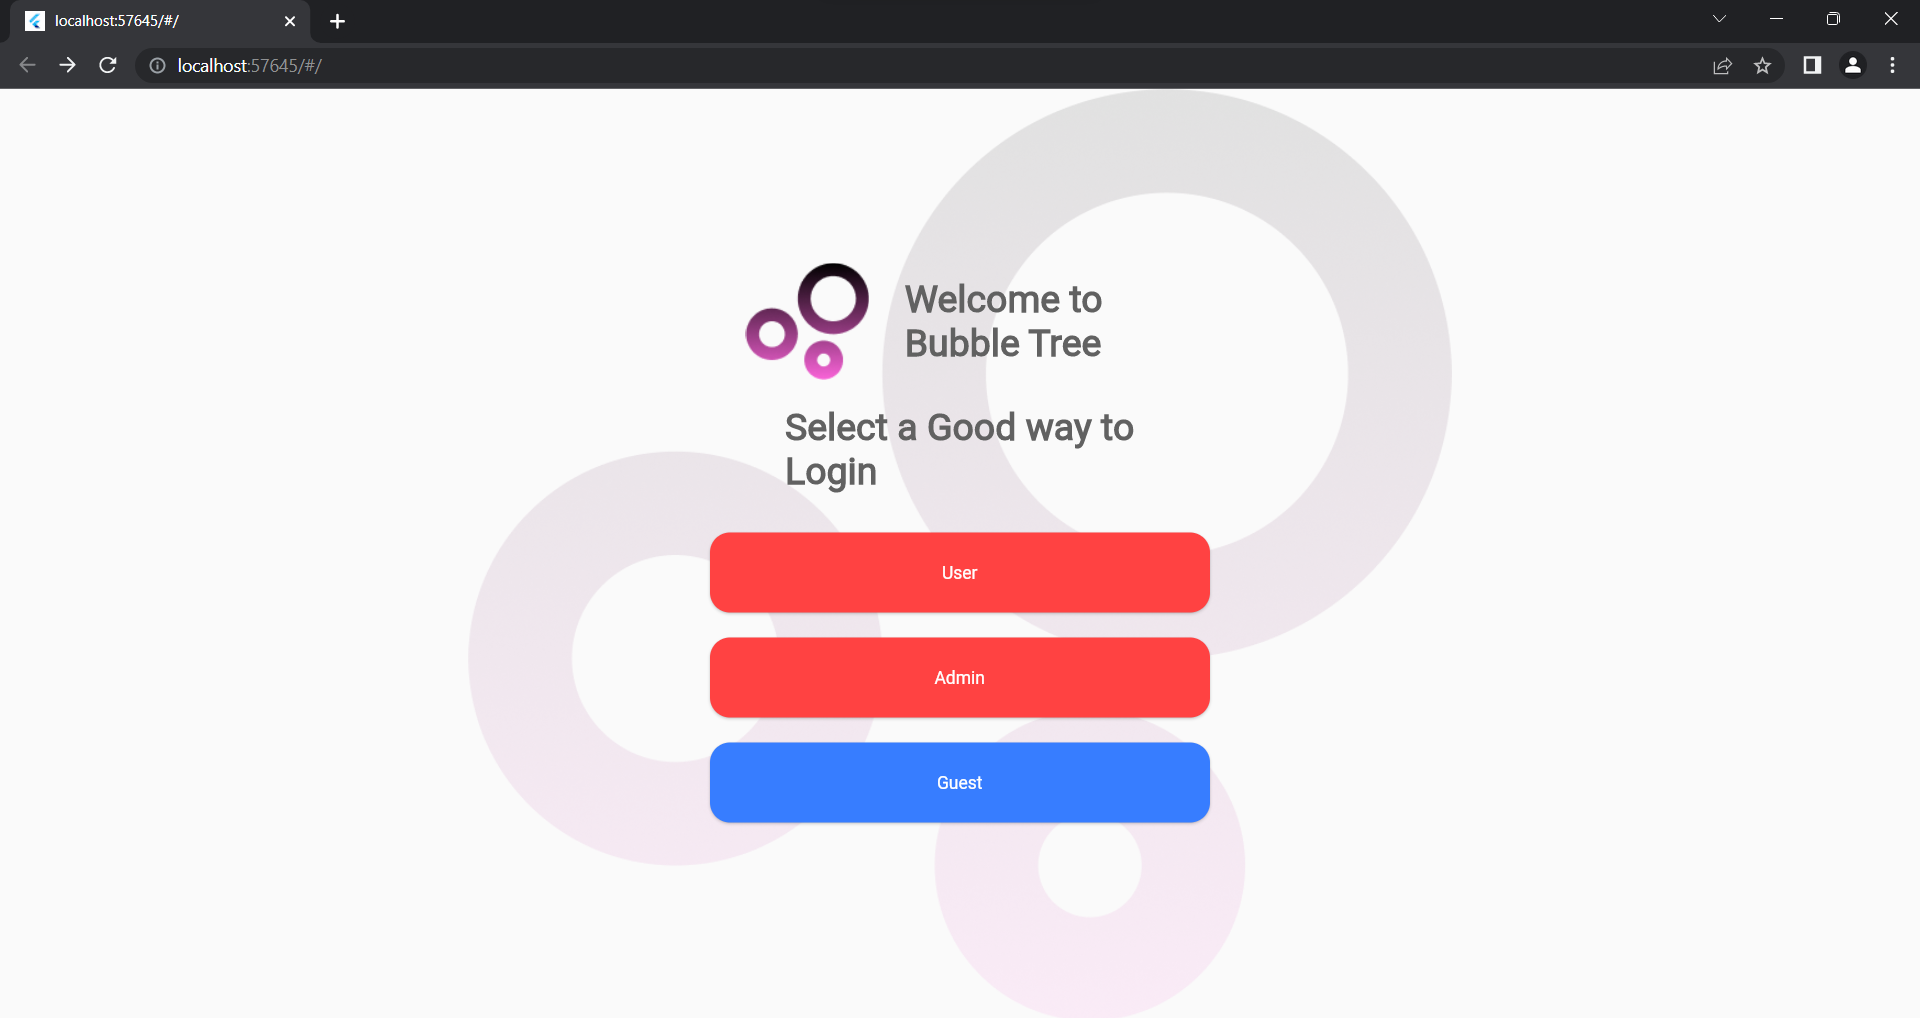 localhost:57645/#/
localhost:57645/#/
Welcome to
Bubble Tree
Select a Good way to
Login
User
Admin
Guest